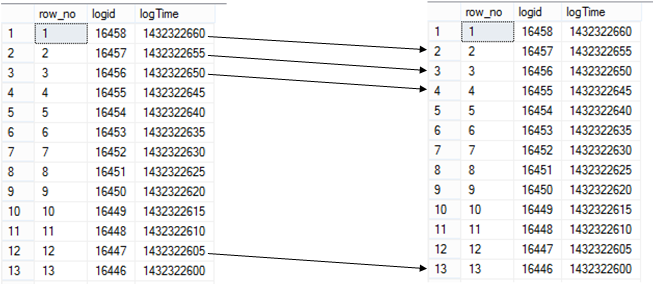 row_no logid logTime row_no logid logTime
1 1 16458 1432322660 1 1 16458 1432322660
2 2 16457 1432322655 2 2 16457 1432322655
3 3 16456 1432322650 3 3 16456 1432322650
4 4 16455 1432322645 4 4 16455 1432322645
5 5 16454 1432322640 5 5 16454 1432322640
6 6 16453 1432322635 6 6 16453 1432322635
7 7 16452 1432322630 7 7 16452 1432322630
8 8 16451 1432322625 8 8 16451 1432322625
9 9 16450 1432322620 9 9 16450 1432322620
10 10 16449 1432322615 10 10 16449 1432322615
11 11 16448 1432322610 11 11 16448 1432322610
12 12 16447 1432322605 12 12 16447 1432322605
13 13 16446 1432322600 13 13 16446 1432322600